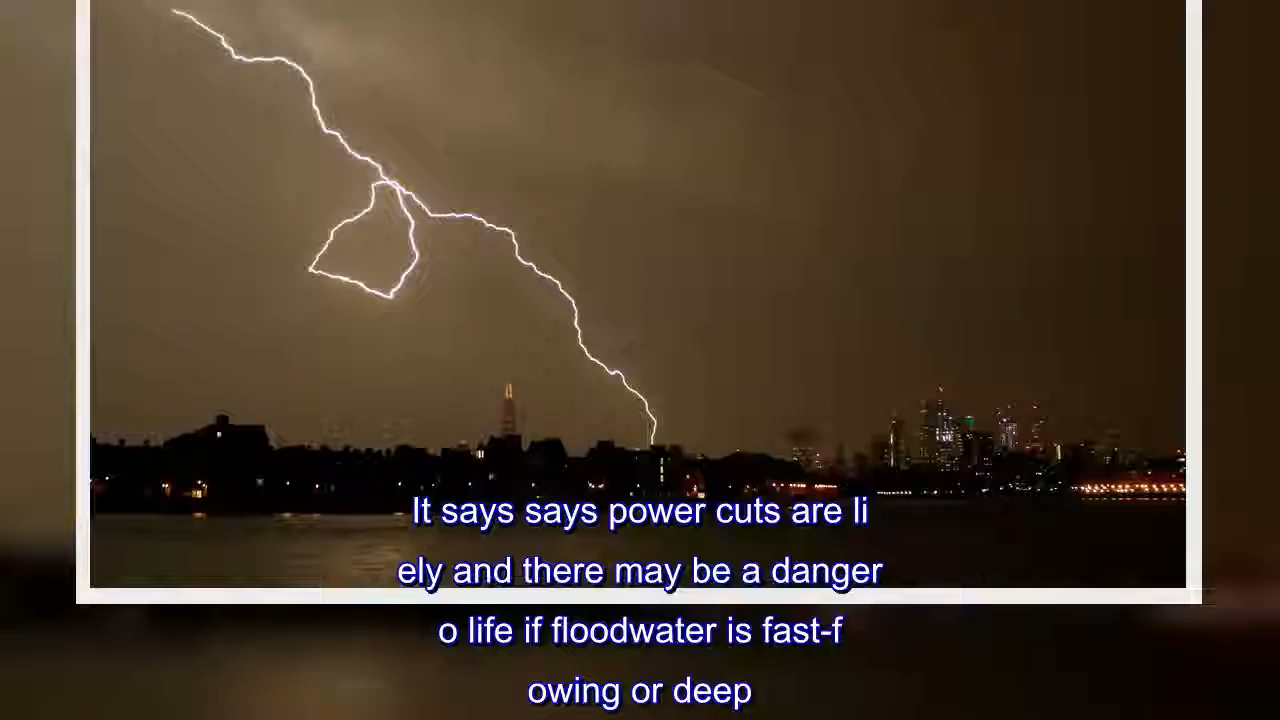 It says says power cuts are li
ely and there may be a danger
o life if floodwater is fast-f
owing or deep